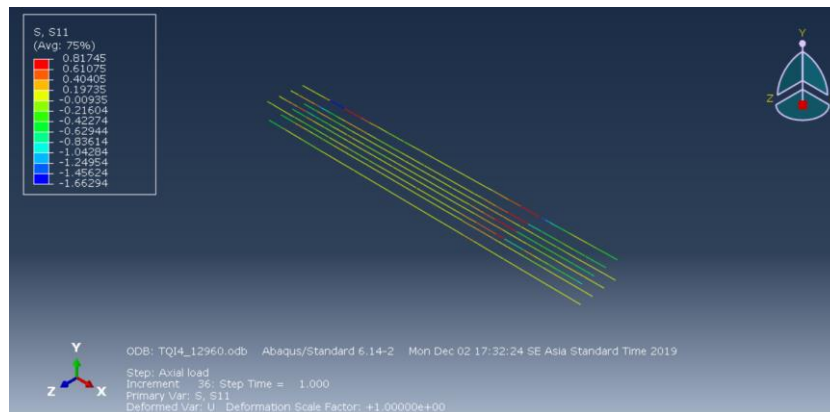 S, S11
(Avg: 75%)
0.81745
0.61075
0.40405
0.19735
-0.00935
-0.21604
-0.42274
-0.62944
-0.83614
-1.04284
-1.24954
-1.45624
-1.66294
Y
Z
Y
Z
X
ODB: TQI4_12960.odb Abaqus/Standard 6.14-2 Mon Dec 02 17:32:24 SE Asia Standard Time 2019
Step: Axial load
Increment 36: Step Time = 1.000
Primary Var: S, S11
Deformed Var: U Deformation Scale Factor: +1.00000e+00